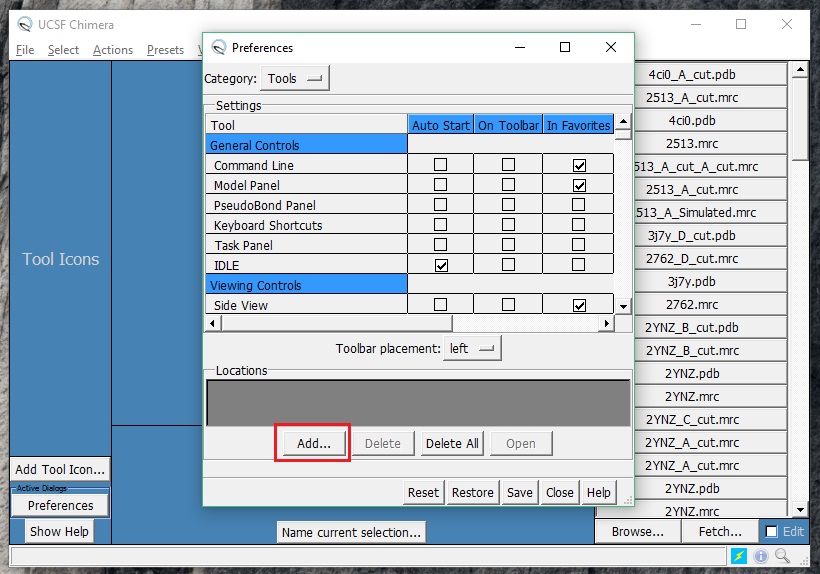 UCSF Chimera
File Select Actions Presets
Preferences
Category: Tools
Settings
Tool Auto Start On Toolbar In Favorites
General Controls
Command Line
Model Panel
PseudoBond Panel
Keyboard Shortcuts
Task Panel
IDLE
Viewing Controls
Side View
Toolbar placement: left
Locations
Add... Delete Delete All Open
Reset Restore Save Close Help
Tool Icons
Add Tool Icon...
Active Dialogs
Preferences
Show Help
Name current selection...
4ci0_A_cut.pdb
2513_A_cut.mrc
4ci0.pdb
2513.mrc
513_A_cut_A_cut.mrc
2513_A_cut.mrc
513_A_Simulated.mrc
3j7y_D_cut.pdb
2762_D_cut.mrc
3j7y.pdb
2762.mrc
2YNZ_B_cut.pdb
2YNZ_B_cut.mrc
2YNZ.pdb
2YNZ.mrc
2YNZ_C_cut.mrc
2YNZ_A_cut.mrc
2YNZ_A_cut.mrc
2YNZ.pdb
2YNZ.mrc
Browse... Fetch... Edit